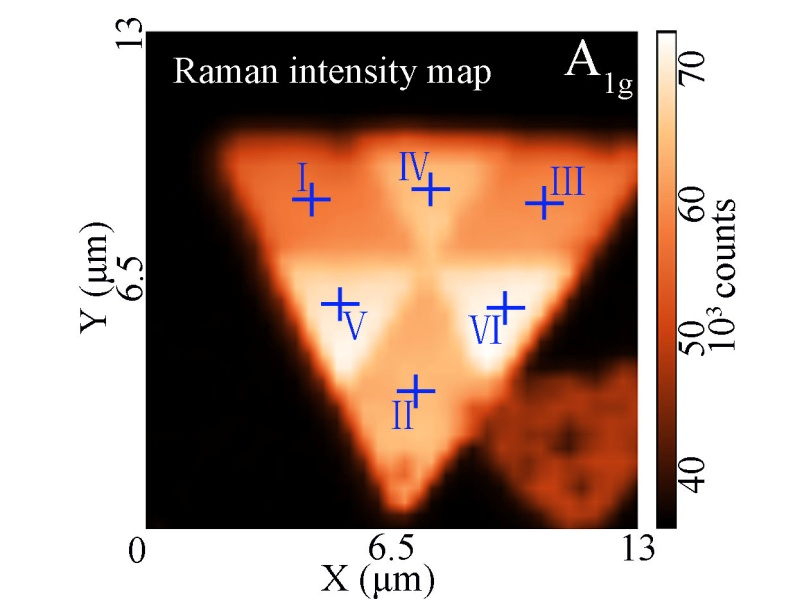 13
Raman intensity map
A1g
70
I
IV
III
60
Y (μm)
6.5
10³ counts
V
VI
50
II
40
0
6.5
13
X (μm)